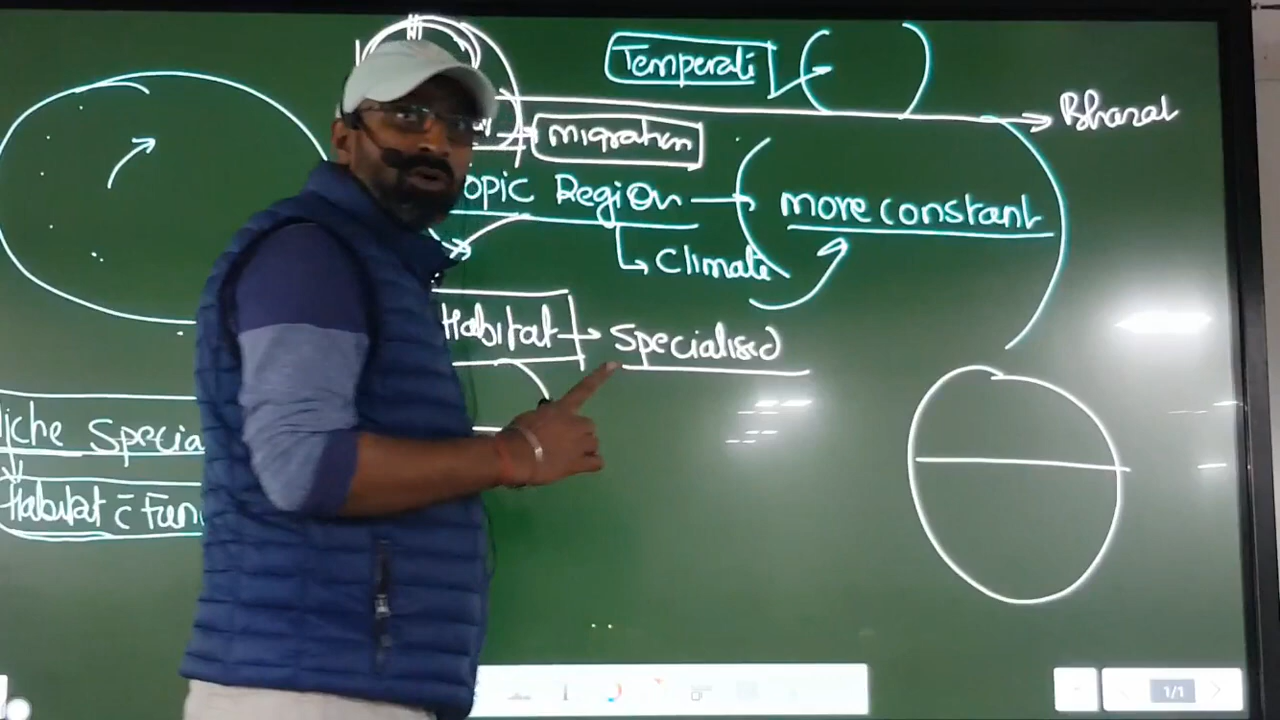 Temperati
Bharat
migration
opic Region
more constant
Climate
Habitat → Specialised
iche Specia
Habitat c̄ Fun
1/1